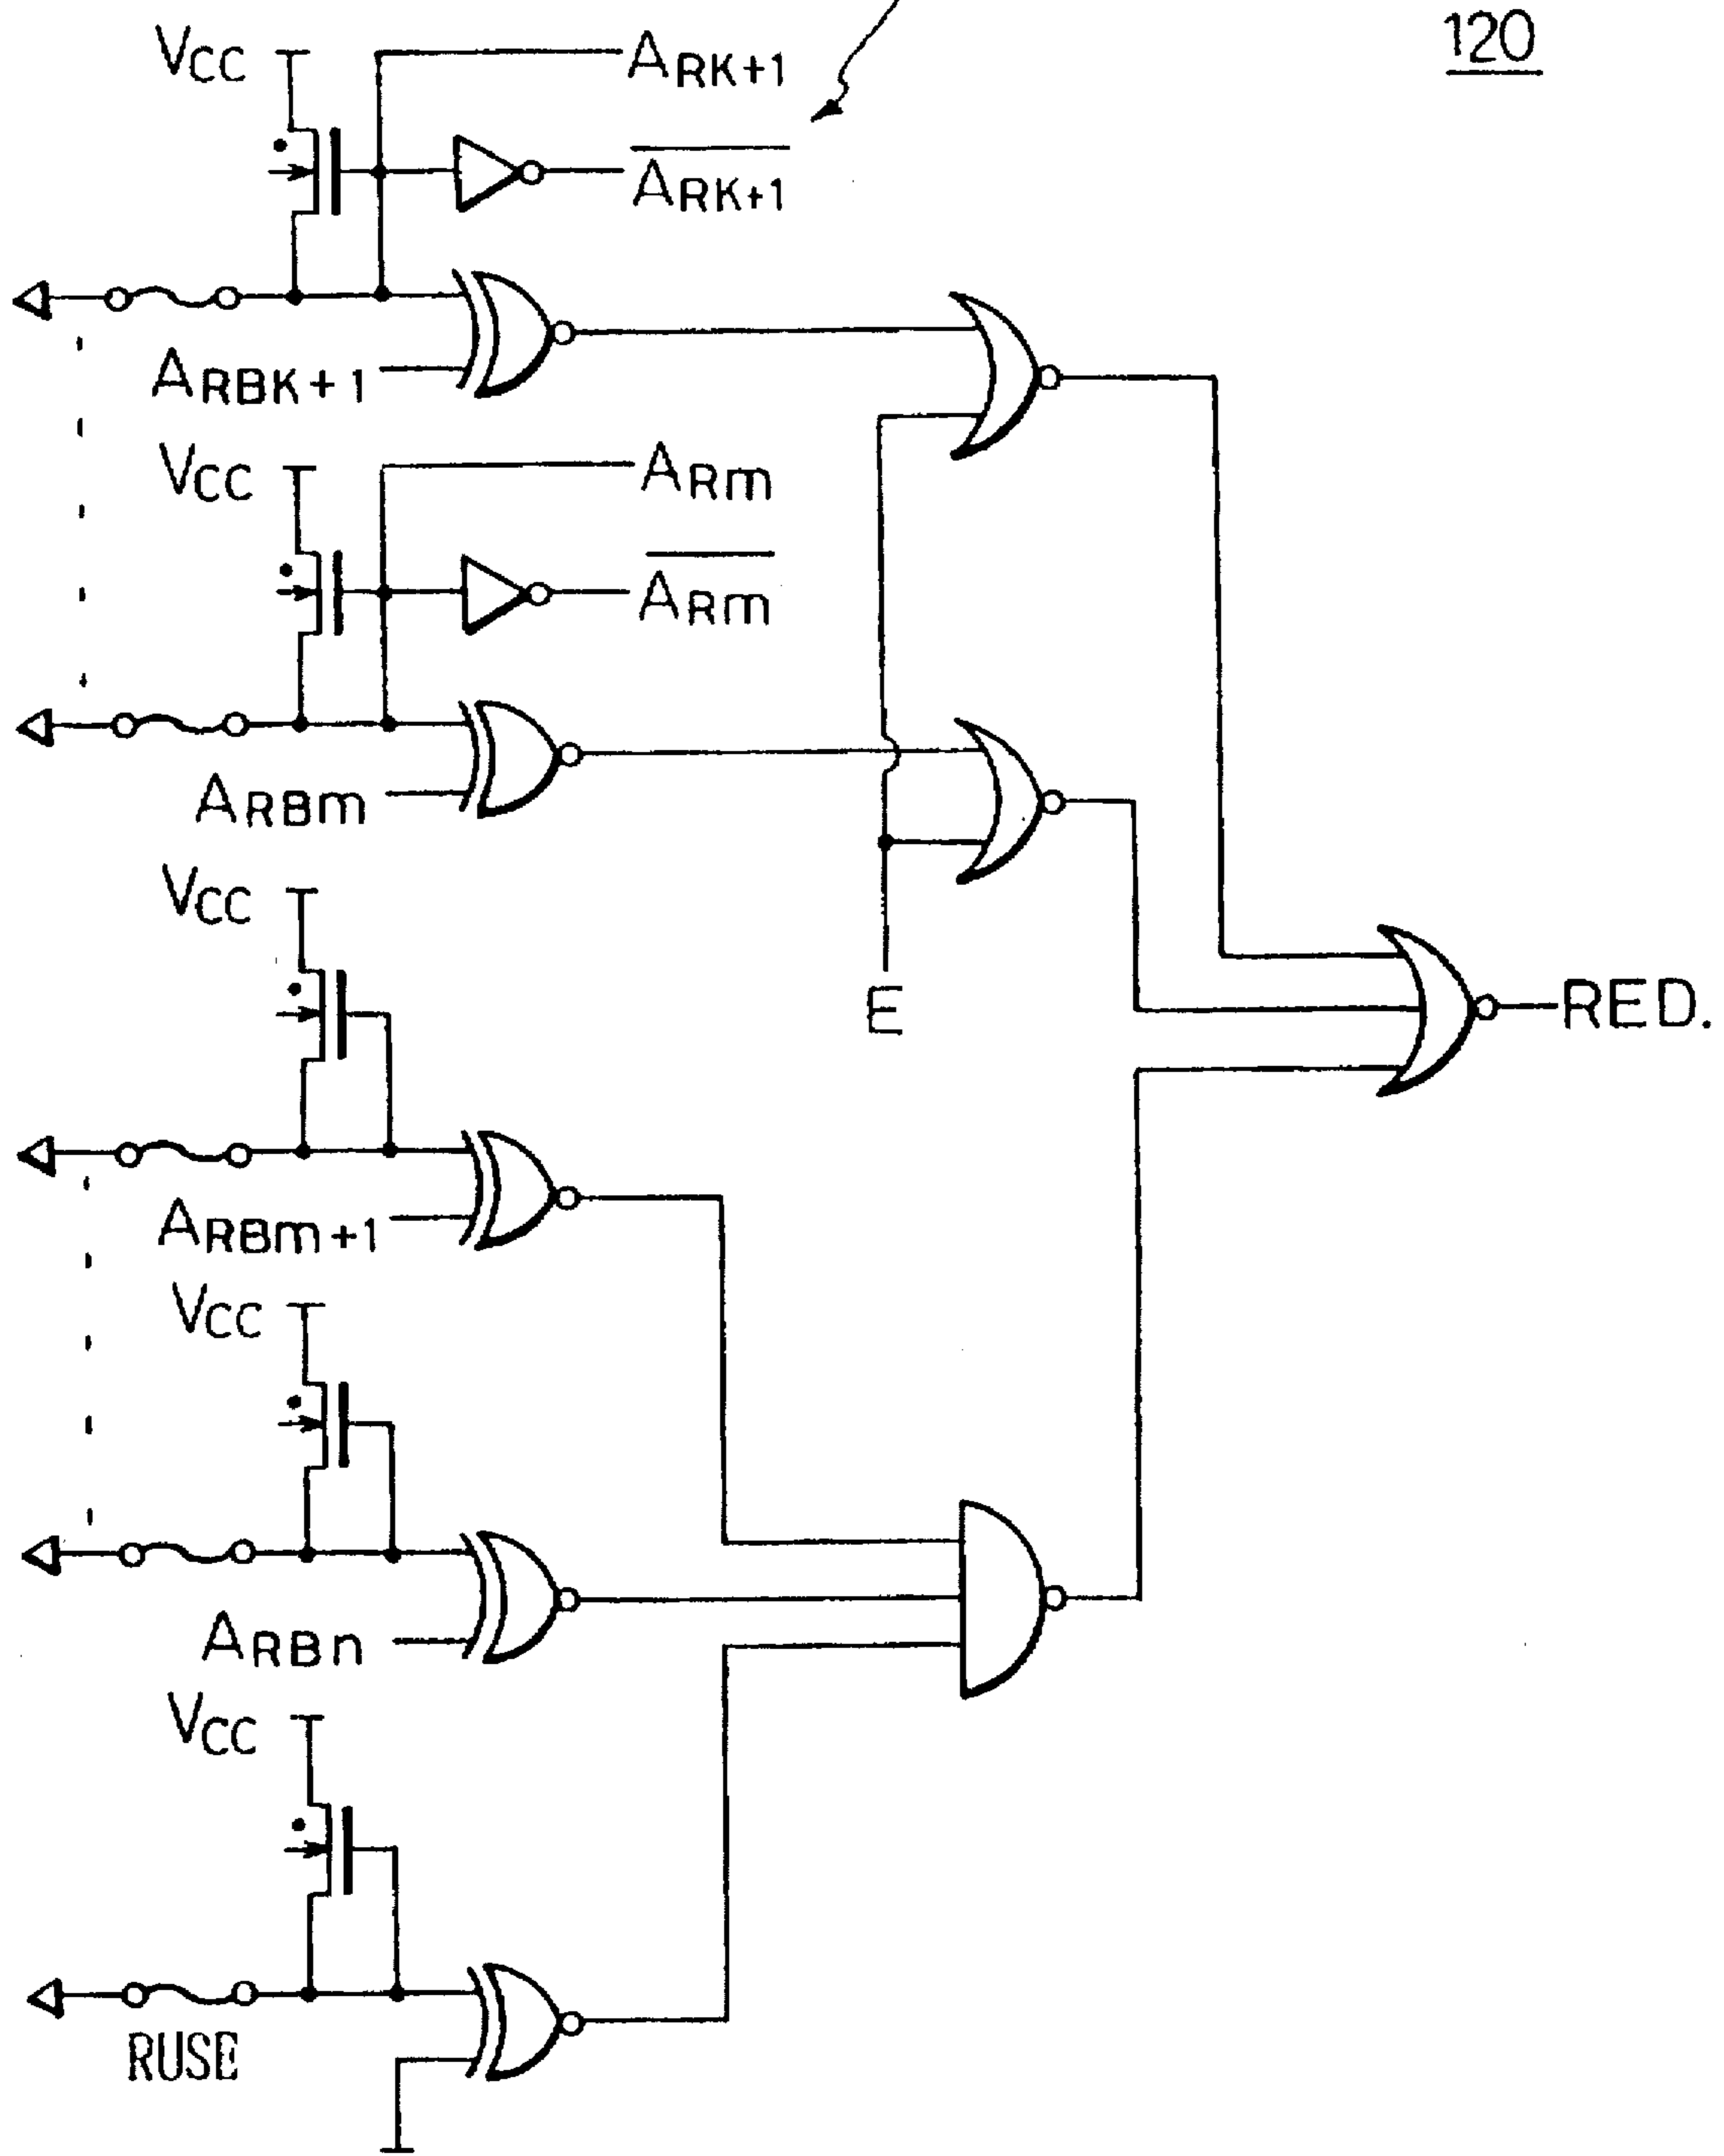 120
VCC
ARK+1
ARK+1
ARBK+1
VCC
ARm
ARm
ARBm
VCC
E
RED.
ARBm+1
VCC
ARBn
VCC
RUSE